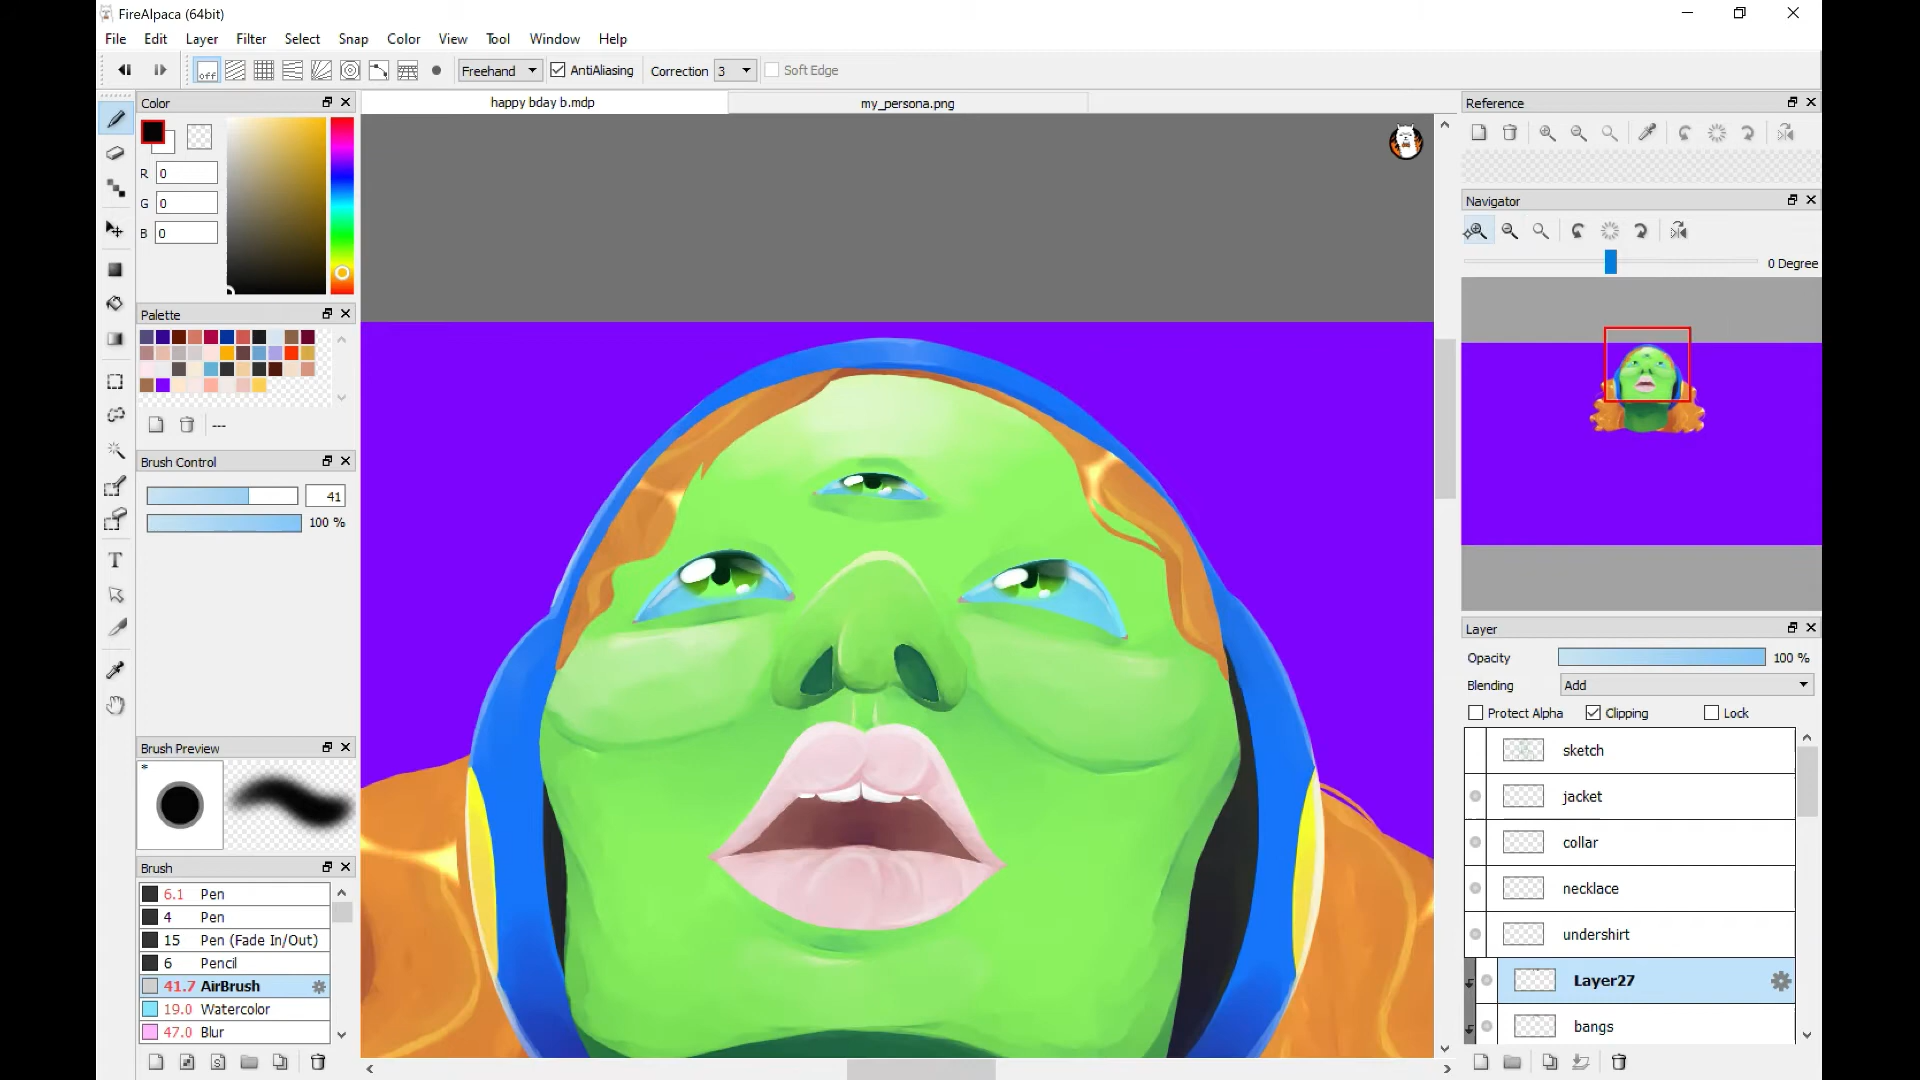 FireAlpaca (64bit)
File Edit Layer Filter Select Snap Color View Tool Window Help
off Freehand AntiAliasing Correction 3 Soft Edge
Color
R 0
G 0
B 0
Palette
---
Brush Control
41
100 %
Brush Preview
*
Brush
6.1 Pen
4 Pen
15 Pen (Fade In/Out)
6 Pencil
41.7 AirBrush
19.0 Watercolor
47.0 Blur
happy bday b.mdp my_persona.png
Reference
Navigator
0 Degree
Layer
Opacity 100 %
Blending Add
Protect Alpha Clipping Lock
sketch
jacket
collar
necklace
undershirt
Layer27
bangs
T
S